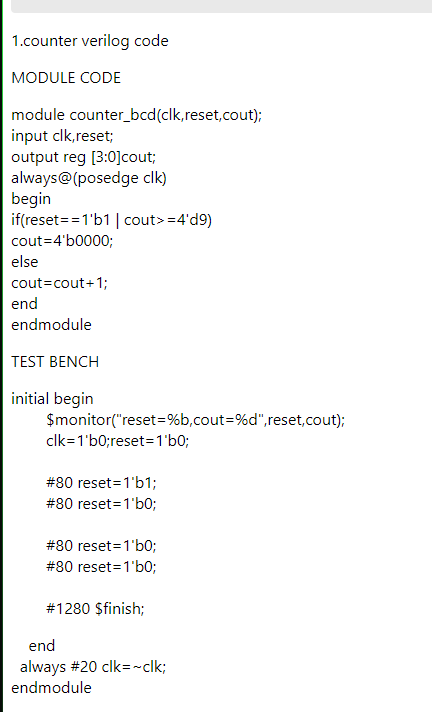 1.counter verilog code
MODULE CODE
module counter_bcd(clk,reset,cout);
input clk,reset;
output reg [3:0]cout;
always@(posedge clk)
begin
if(reset==1'b1 | cout>=4'd9)
cout=4'b0000;
else
cout=cout+1;
end
endmodule
TEST BENCH
initial begin
$monitor("reset=%b,cout=%d",reset,cout);
clk=1'b0;reset=1'b0;
#80 reset=1'b1;
#80 reset=1'b0;
#80 reset=1'b0;
#80 reset=1'b0;
#1280 $finish;
end
always #20 clk=~clk;
endmodule